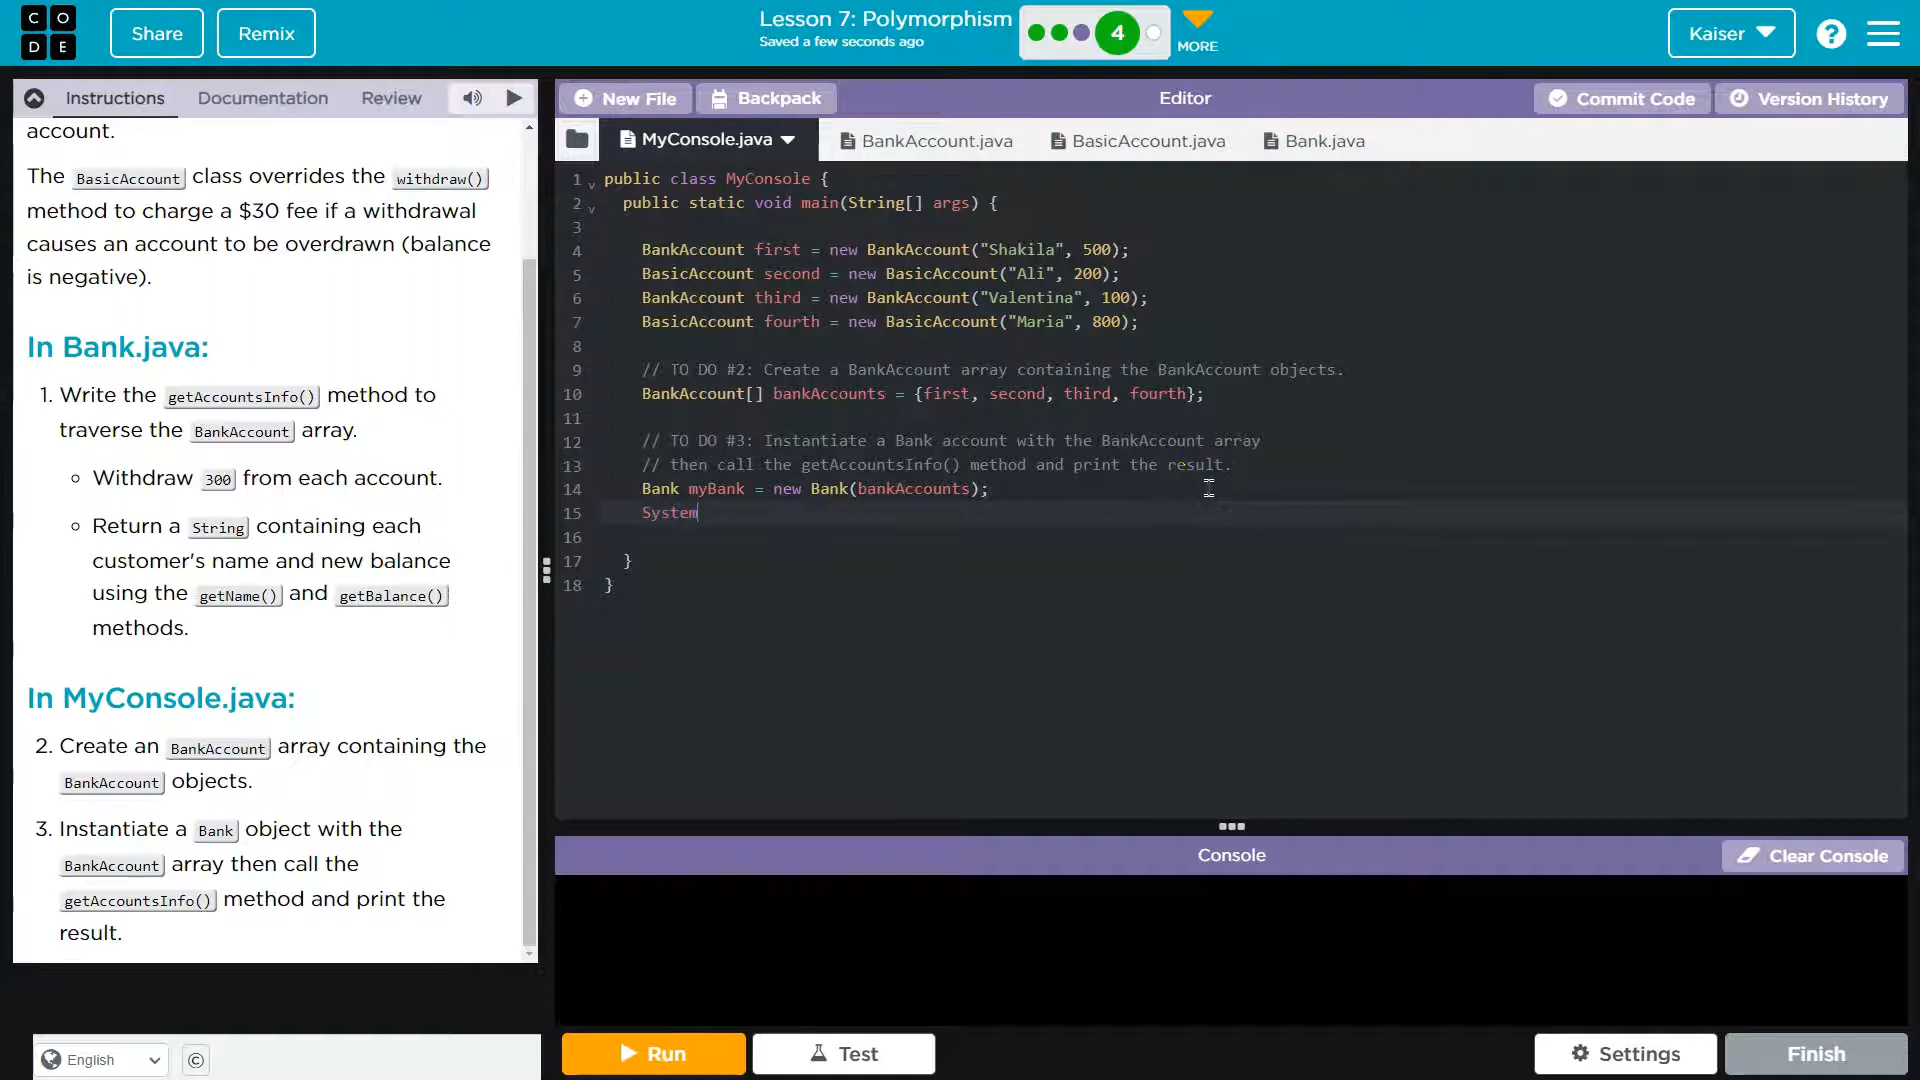 C O D E
Share
Remix
Lesson 7: Polymorphism
Saved a few seconds ago
4
MORE
Kaiser
?
Instructions
Documentation
Review
account.
The BasicAccount class overrides the withdraw()
method to charge a $30 fee if a withdrawal
causes an account to be overdrawn (balance
is negative).
In Bank.java:
1. Write the getAccountsInfo() method to
traverse the BankAccount array.
Withdraw 300 from each account.
Return a String containing each
customer's name and new balance
using the getName() and getBalance()
methods.
In MyConsole.java:
2. Create an BankAccount array containing the
BankAccount objects.
3. Instantiate a Bank object with the
BankAccount array then call the
getAccountsInfo() method and print the
result.
English
©
New File
Backpack
Editor
Commit Code
Version History
MyConsole.java
BankAccount.java
BasicAccount.java
Bank.java
1 public class MyConsole {
2 public static void main(String[] args) {
3
4 BankAccount first = new BankAccount("Shakila", 500);
5 BasicAccount second = new BasicAccount("Ali", 200);
6 BankAccount third = new BankAccount("Valentina", 100);
7 BasicAccount fourth = new BasicAccount("Maria", 800);
8
9 // TO DO #2: Create a BankAccount array containing the BankAccount objects.
10 BankAccount[] bankAccounts = {first, second, third, fourth};
11
12 // TO DO #3: Instantiate a Bank account with the BankAccount array
13 // then call the getAccountsInfo() method and print the result.
14 Bank myBank = new Bank(bankAccounts);
15 System
16
17 }
18 }
Console
Clear Console
Run
Test
Settings
Finish